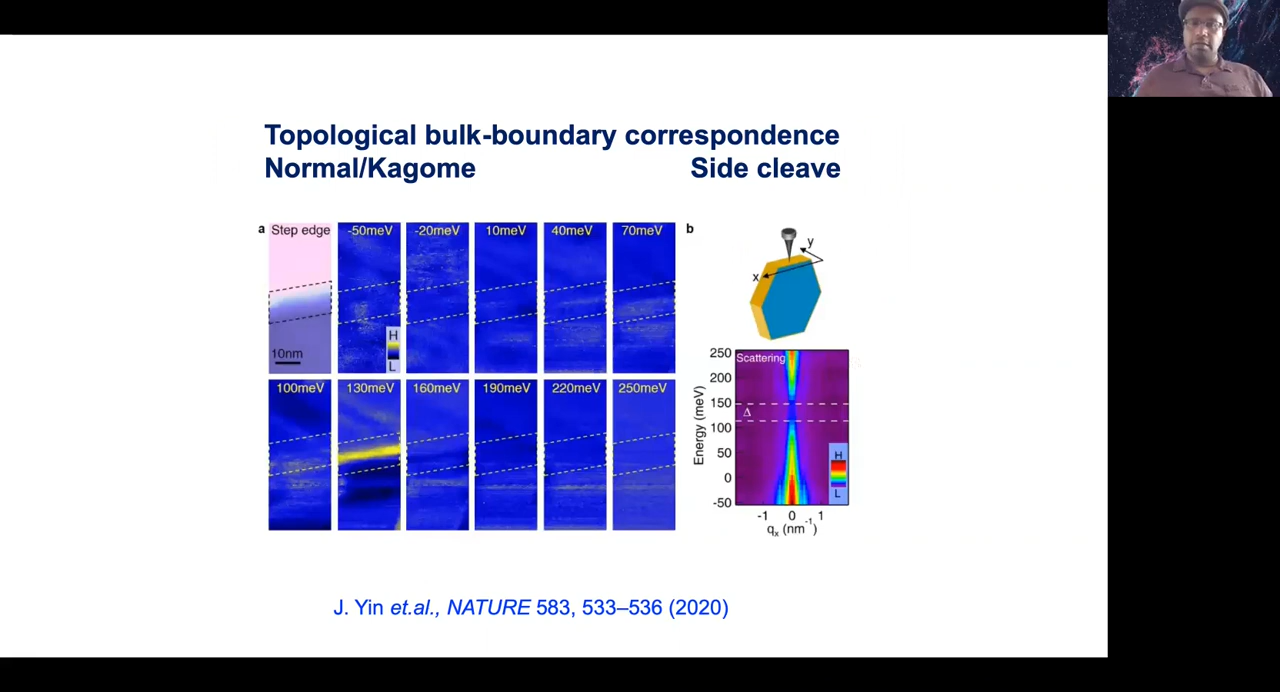 Topological bulk-boundary correspondence
Normal/Kagome Side cleave
a Step edge -50meV -20meV 10meV 40meV 70meV b
y
x
H
L
10nm
100meV 130meV 160meV 190meV 220meV 250meV
Scattering
250
200
150
Δ
100
50
0
-50
Energy (meV)
H
L
-1 0 1
qx (nm-1)
J. Yin et.al., NATURE 583, 533–536 (2020)